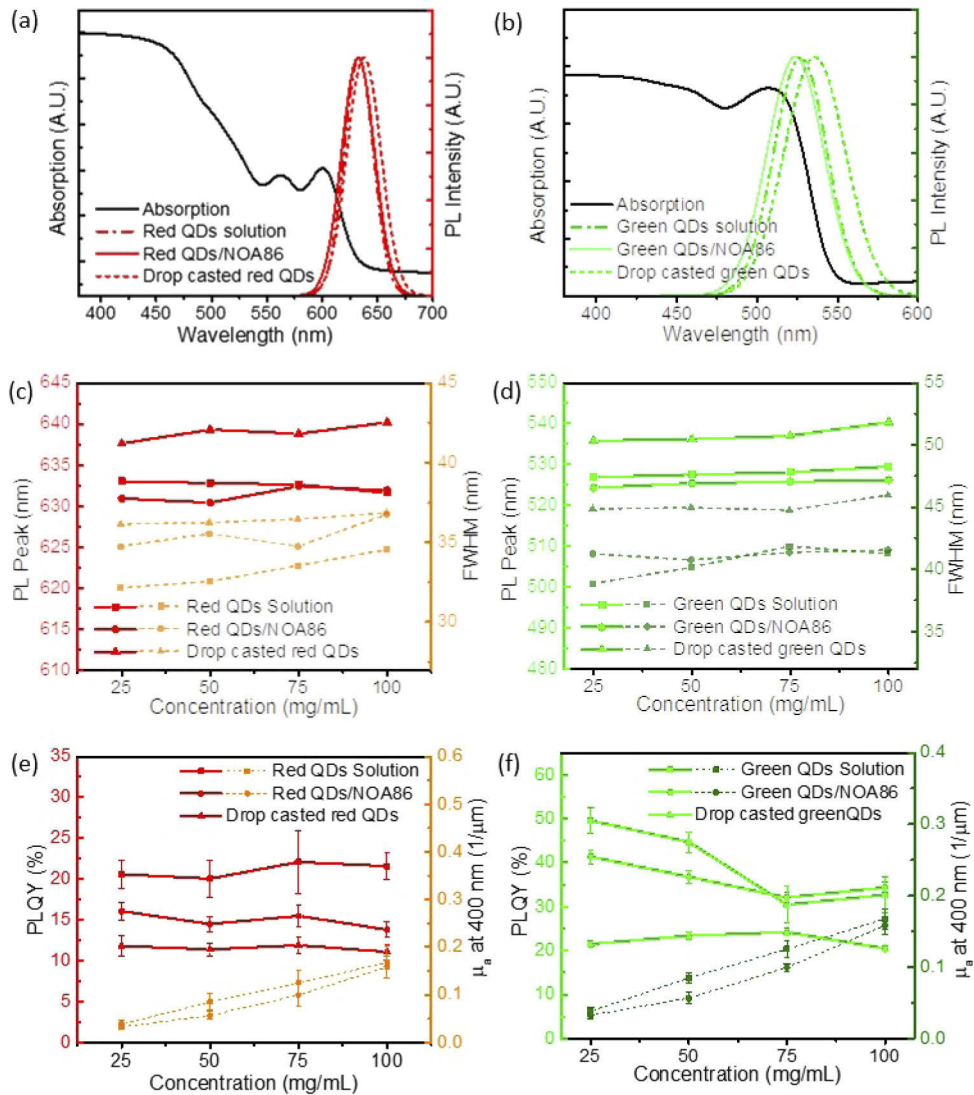 (a)
Absorption (A.U.)
PL Intensity (A.U.)
Absorption
Red QDs solution
Red QDs/NOA86
Drop casted red QDs
400 450 500 550 600 650 700
Wavelength (nm)
(b)
Absorption (A.U.)
PL Intensity (A.U.)
Absorption
Green QDs solution
Green QDs/NOA86
Drop casted green QDs
400 450 500 550 600
Wavelength (nm)
(c)
PL Peak (nm)
645
640
635
630
625
620
615
610
FWHM (nm)
45
40
35
30
Red QDs Solution
Red QDs/NOA86
Drop casted red QDs
25 50 75 100
Concentration (mg/mL)
(d)
PL Peak (nm)
550
540
530
520
510
500
490
480
FWHM (nm)
55
50
45
40
35
Green QDs Solution
Green QDs/NOA86
Drop casted green QDs
25 50 75 100
Concentration (mg/mL)
(e)
PLQY (%)
35
30
25
20
15
10
5
0
μa at 400 nm (1/μm)
0.6
0.5
0.4
0.3
0.2
0.1
0.0
Red QDs Solution
Red QDs/NOA86
Drop casted red QDs
25 50 75 100
Concentration (mg/mL)
(f)
PLQY (%)
60
50
40
30
20
10
0
μa at 400 nm (1/μm)
0.4
0.3
0.2
0.1
0.0
Green QDs Solution
Green QDs/NOA86
Drop casted greenQDs
25 50 75 100
Concentration (mg/mL)